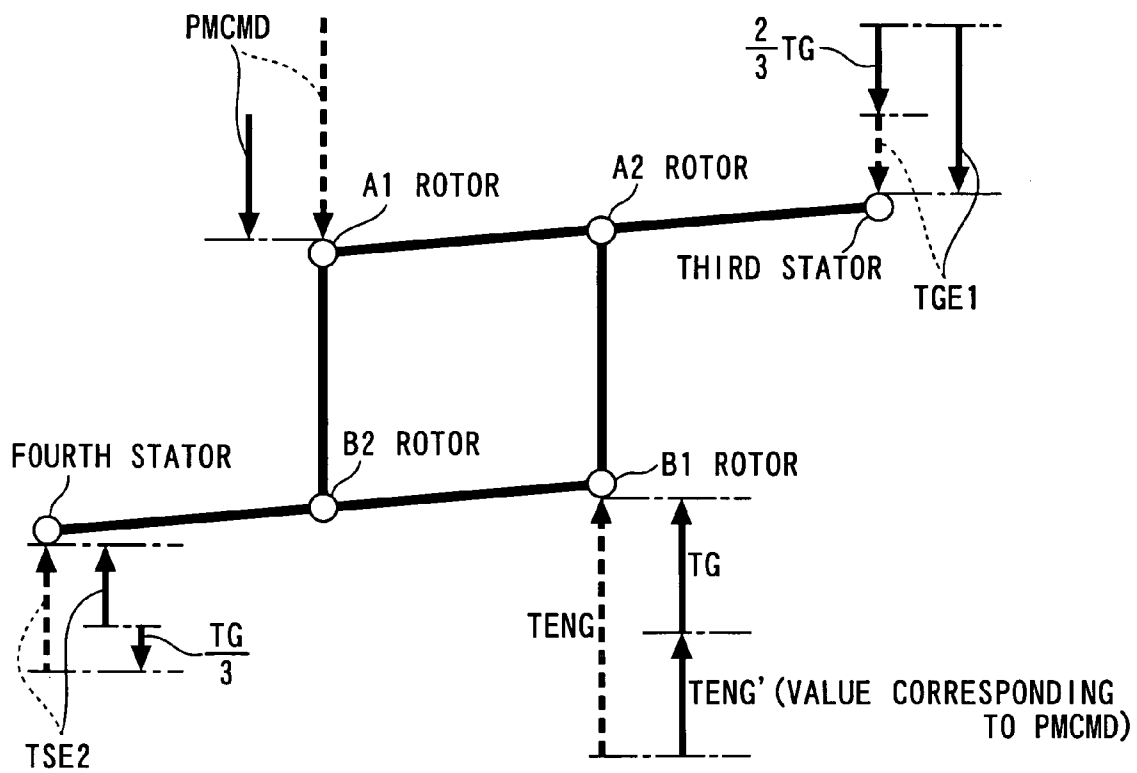 PMCMD
2/3 TG
A1 ROTOR
A2 ROTOR
THIRD STATOR
TGE1
FOURTH STATOR
B2 ROTOR
B1 ROTOR
TG
TENG
TG/3
TENG' (VALUE CORRESPONDING
TO PMCMD)
TSE2